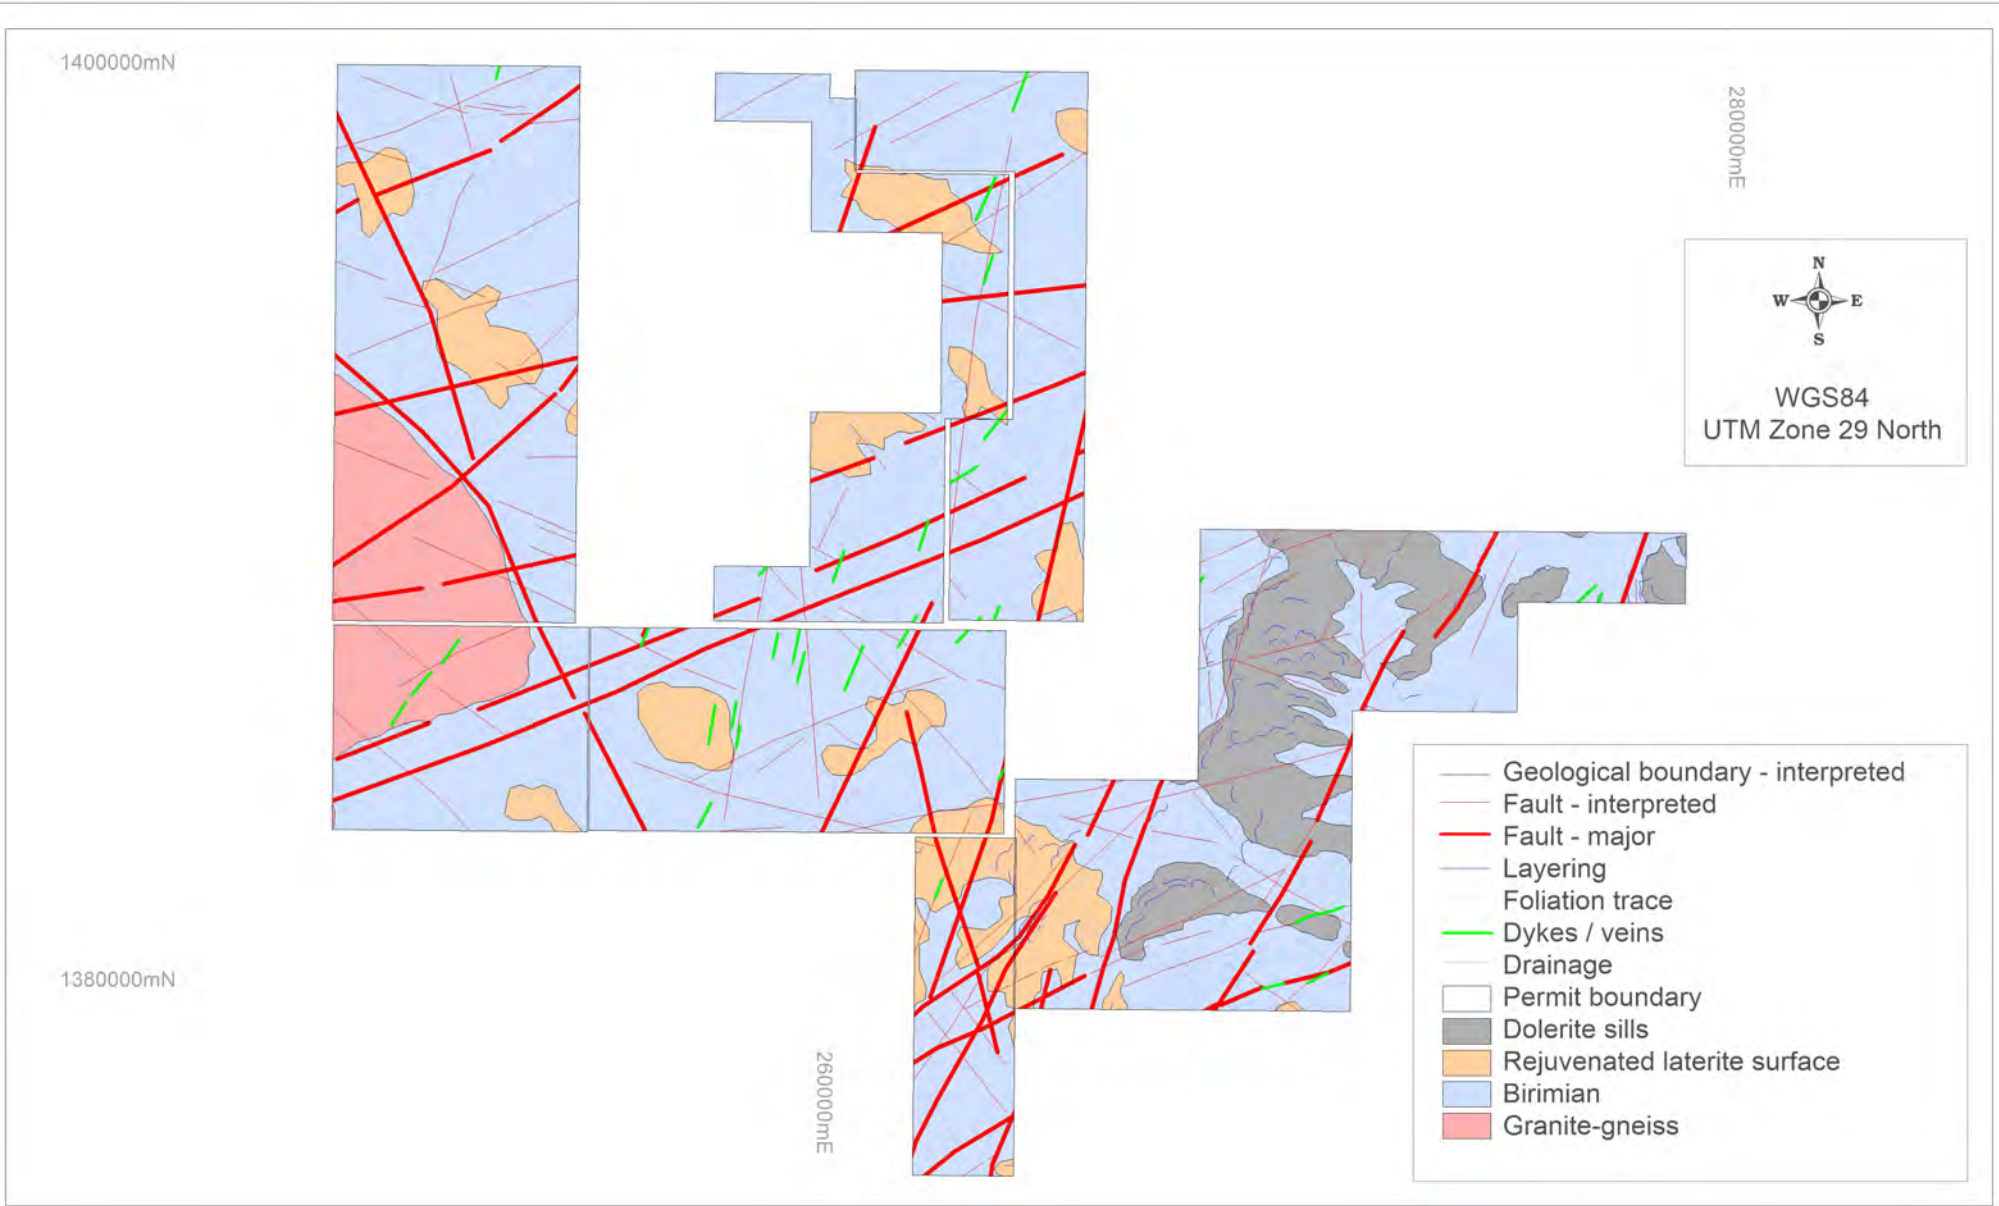 1400000mN
280000mE
N
W E
S
WGS84
UTM Zone 29 North
Geological boundary - interpreted
Fault - interpreted
Fault - major
Layering
Foliation trace
Dykes / veins
Drainage
Permit boundary
Dolerite sills
Rejuvenated laterite surface
Birimian
Granite-gneiss
1380000mN
260000mE